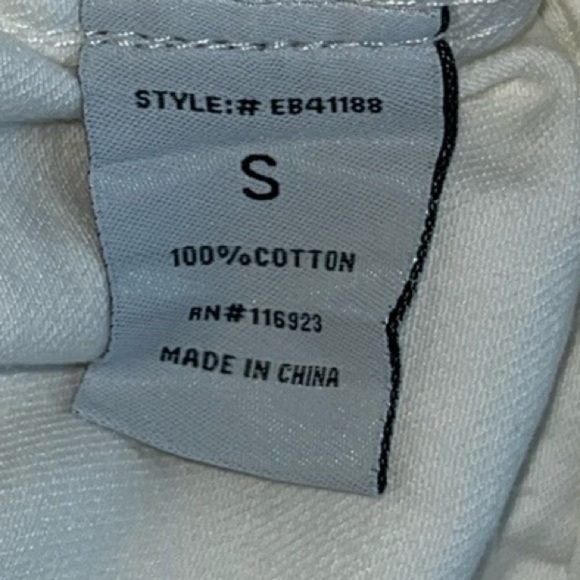 STYLE:# EB41188
S
100%COTTON
RN#116923
MADE IN CHINA